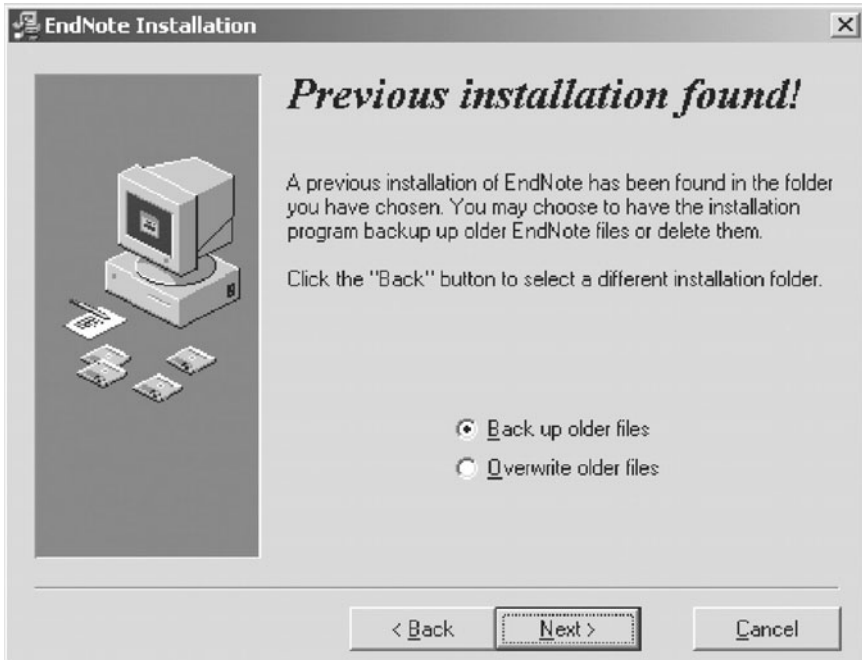 EndNote Installation
Previous installation found!
A previous installation of EndNote has been found in the folder
you have chosen. You may choose to have the installation
program backup up older EndNote files or delete them.
Click the "Back" button to select a different installation folder.
Back up older files
Overwrite older files
< Back Next > Cancel